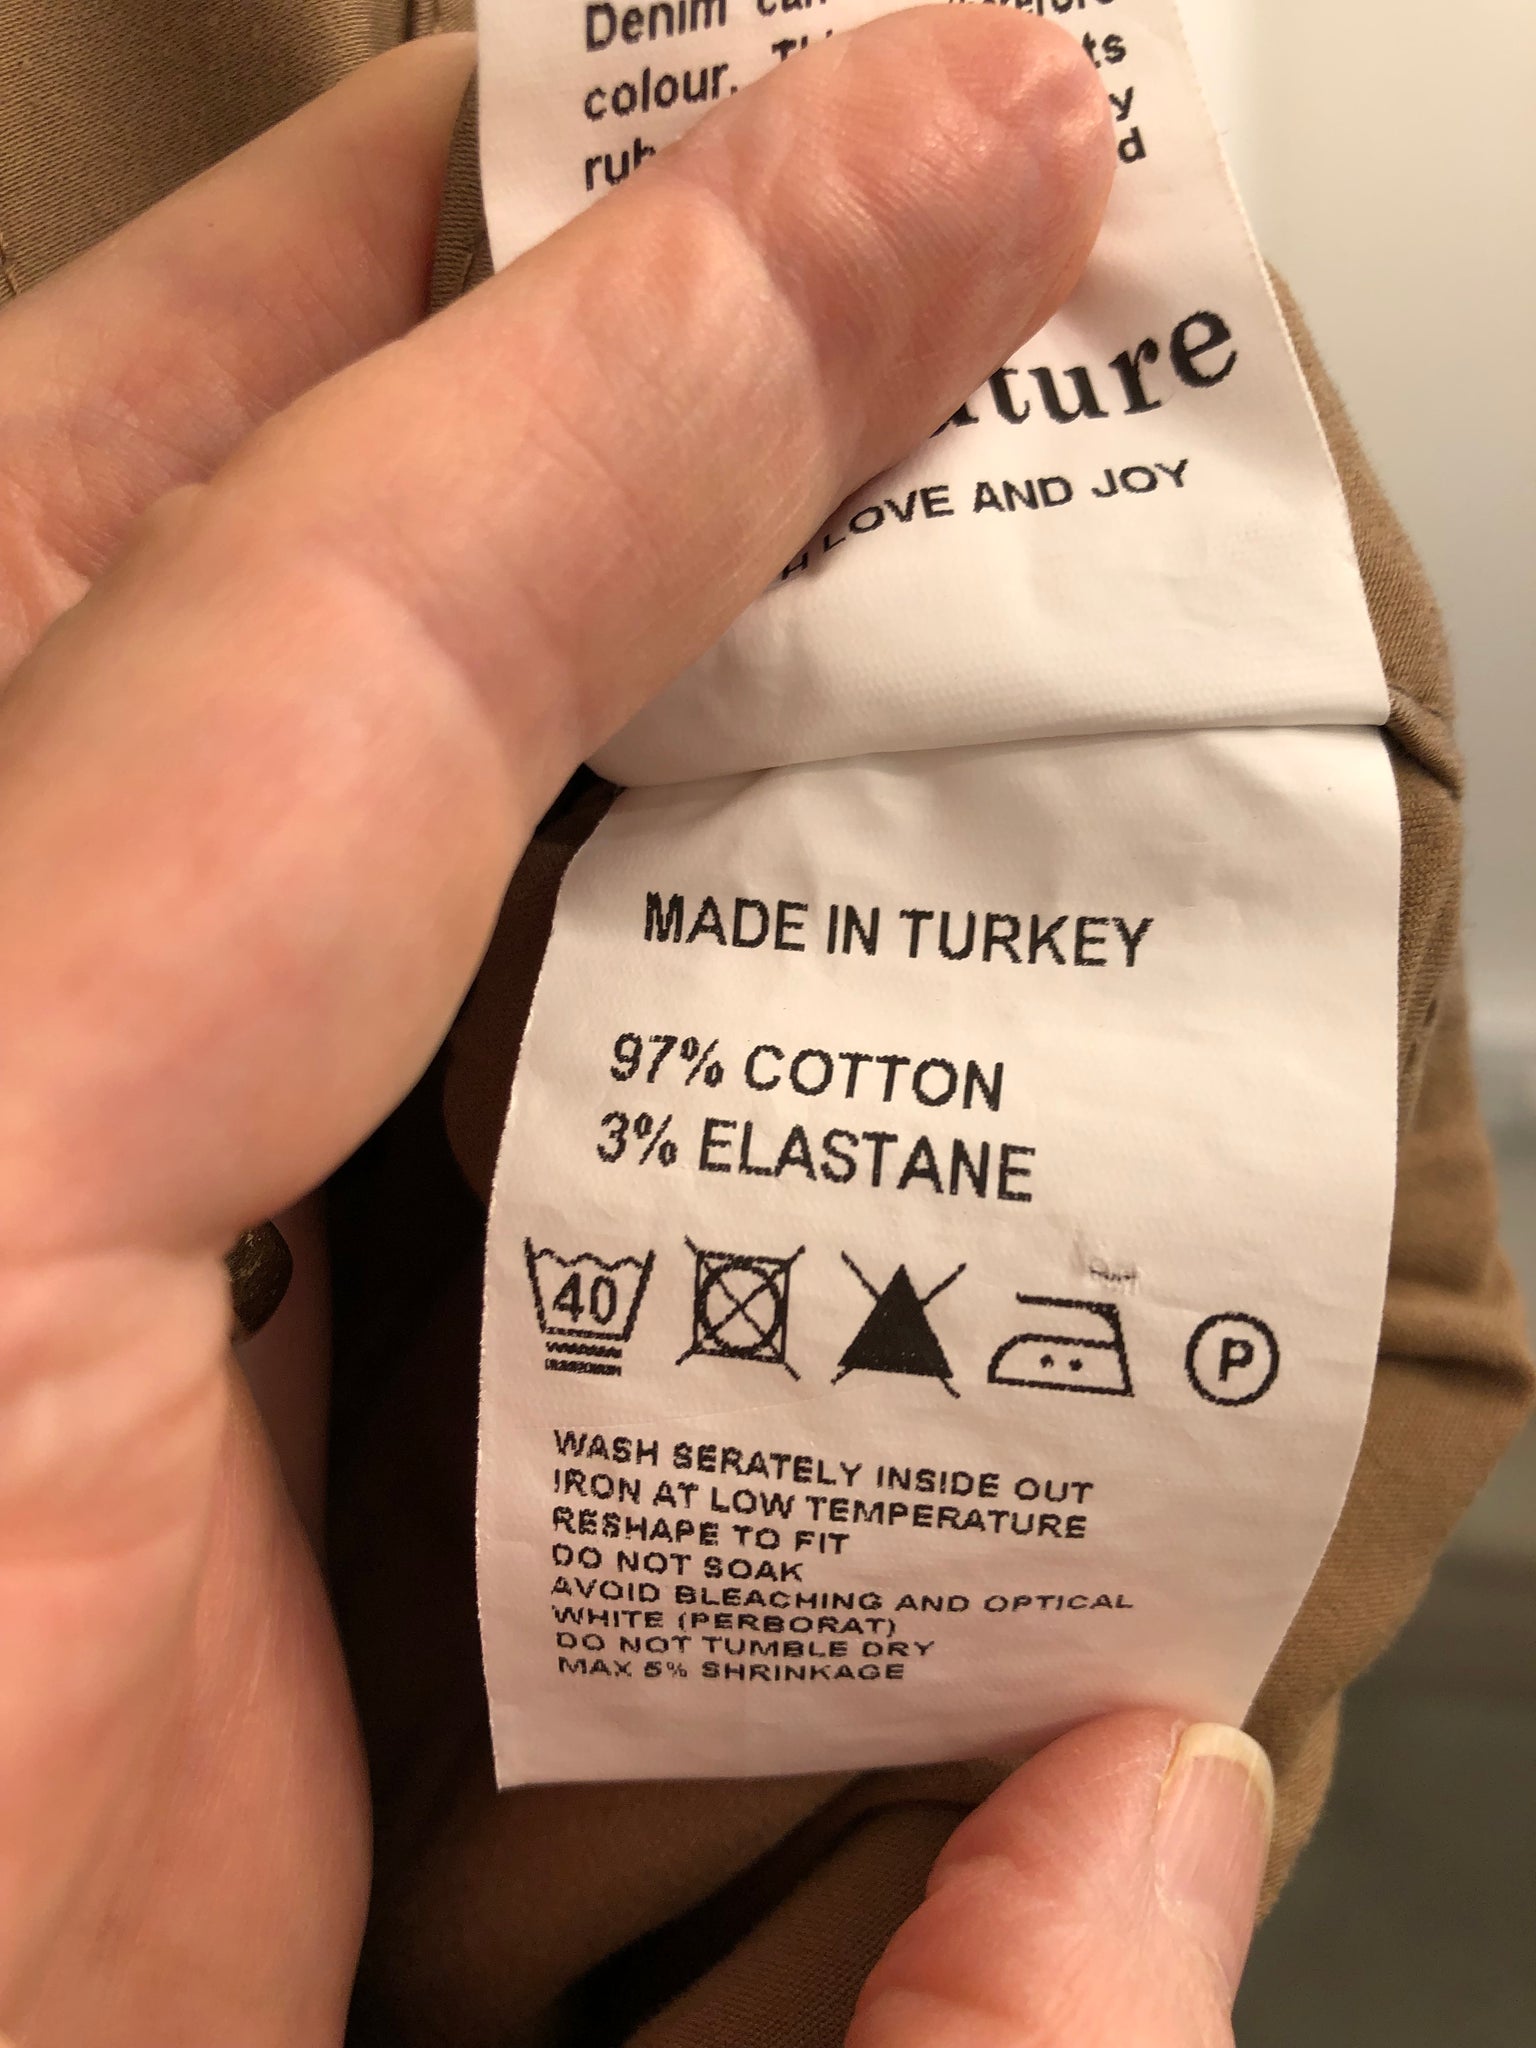 Denim
colour.
LOVE AND JOY
MADE IN TURKEY
97% COTTON
3% ELASTANE
40
P
WASH SERATELY INSIDE OUT
IRON AT LOW TEMPERATURE
RESHAPE TO FIT
DO NOT SOAK
AVOID BLEACHING AND OPTICAL
WHITE (PERBORAT)
DO NOT TUMBLE DRY
MAX 5% SHRINKAGE